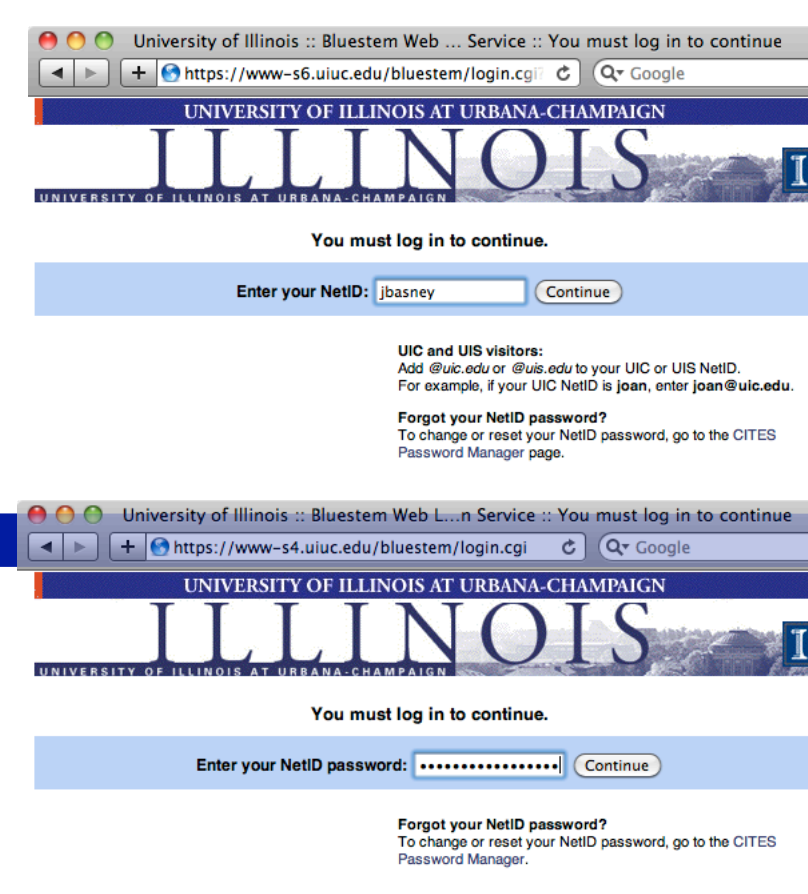 University of Illinois :: Bluestem Web ... Service :: You must log in to continue
https://www-s6.uiuc.edu/bluestem/login.cgi?
Google
UNIVERSITY OF ILLINOIS AT URBANA-CHAMPAIGN
ILLINOIS
I
UNIVERSITY OF ILLINOIS AT URBANA-CHAMPAIGN
You must log in to continue.
Enter your NetID: jbasney Continue
UIC and UIS visitors:
Add @uic.edu or @uis.edu to your UIC or UIS NetID.
For example, if your UIC NetID is joan, enter joan@uic.edu.
Forgot your NetID password?
To change or reset your NetID password, go to the CITES
Password Manager page.
University of Illinois :: Bluestem Web L...n Service :: You must log in to continue
https://www-s4.uiuc.edu/bluestem/login.cgi
Google
UNIVERSITY OF ILLINOIS AT URBANA-CHAMPAIGN
ILLINOIS
I
UNIVERSITY OF ILLINOIS AT URBANA-CHAMPAIGN
You must log in to continue.
Enter your NetID password: ••••••••••••••••• Continue
Forgot your NetID password?
To change or reset your NetID password, go to the CITES
Password Manager.